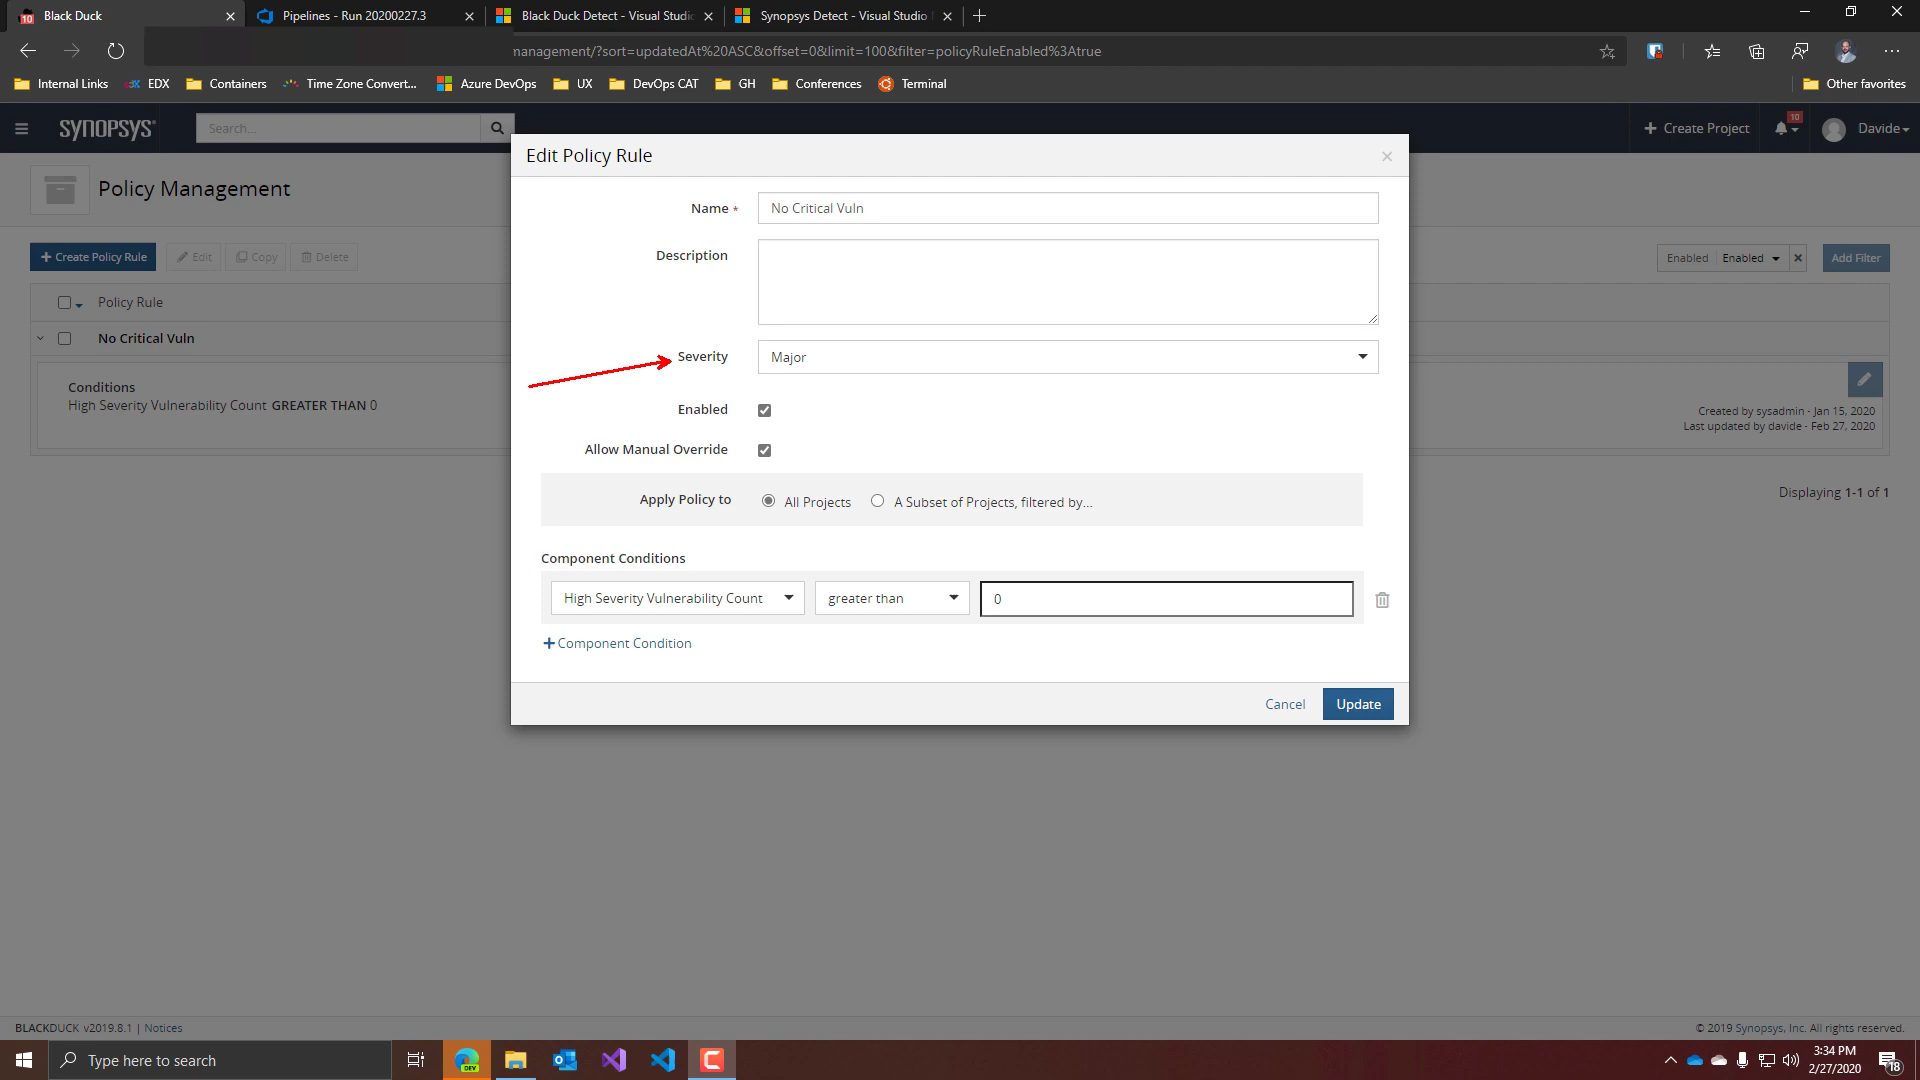 10
Black Duck
Pipelines - Run 20200227.3
Black Duck Detect - Visual Studio
Synopsys Detect - Visual Studio
management/?sort=updatedAt%20ASC&offset=0&limit=100&filter=policyRuleEnabled%3Atrue
Internal Links
EDX
Containers
Time Zone Convert...
Azure DevOps
UX
DevOps CAT
GH
Conferences
Terminal
Other favorites
SYNOPSYS
Search...
Create Project
10
Davide
Policy Management
Create Policy Rule
Edit
Copy
Delete
Enabled Enabled
Add Filter
Policy Rule
No Critical Vuln
Conditions
High Severity Vulnerability Count GREATER THAN 0
Created by sysadmin - Jan 15, 2020
Last updated by davide - Feb 27, 2020
Displaying 1-1 of 1
Edit Policy Rule
Name *
No Critical Vuln
Description
Severity
Major
Enabled
Allow Manual Override
Apply Policy to
All Projects
A Subset of Projects, filtered by...
Component Conditions
High Severity Vulnerability Count
greater than
0
+ Component Condition
Cancel
Update
BLACKDUCK v2019.8.1 | Notices
© 2019 Synopsys, Inc. All rights reserved.
Type here to search
DEV
3:34 PM
2/27/2020
18